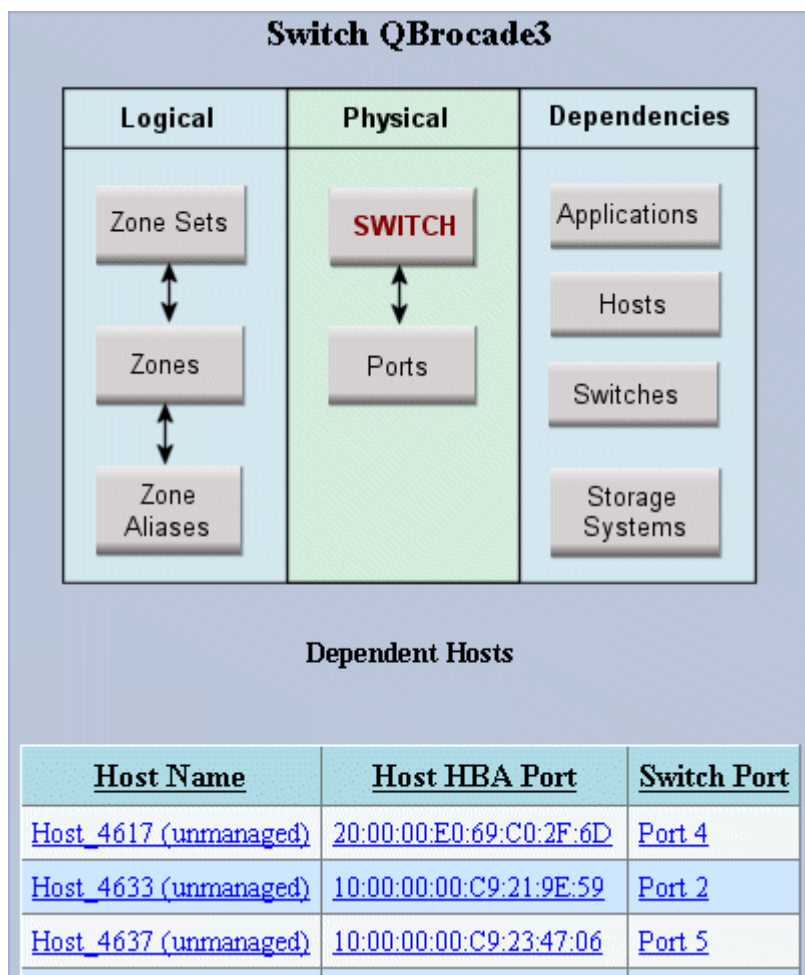 Switch QBrocade3
Logical
Physical
Dependencies
Zone Sets
SWITCH
Applications
Hosts
Zones
Ports
Switches
Zone
Aliases
Storage
Systems
Dependent Hosts
Host Name Host HBA Port Switch Port
Host_4617 (unmanaged) 20:00:00:E0:69:C0:2F:6D Port 4
Host_4633 (unmanaged) 10:00:00:00:C9:21:9E:59 Port 2
Host_4637 (unmanaged) 10:00:00:00:C9:23:47:06 Port 5